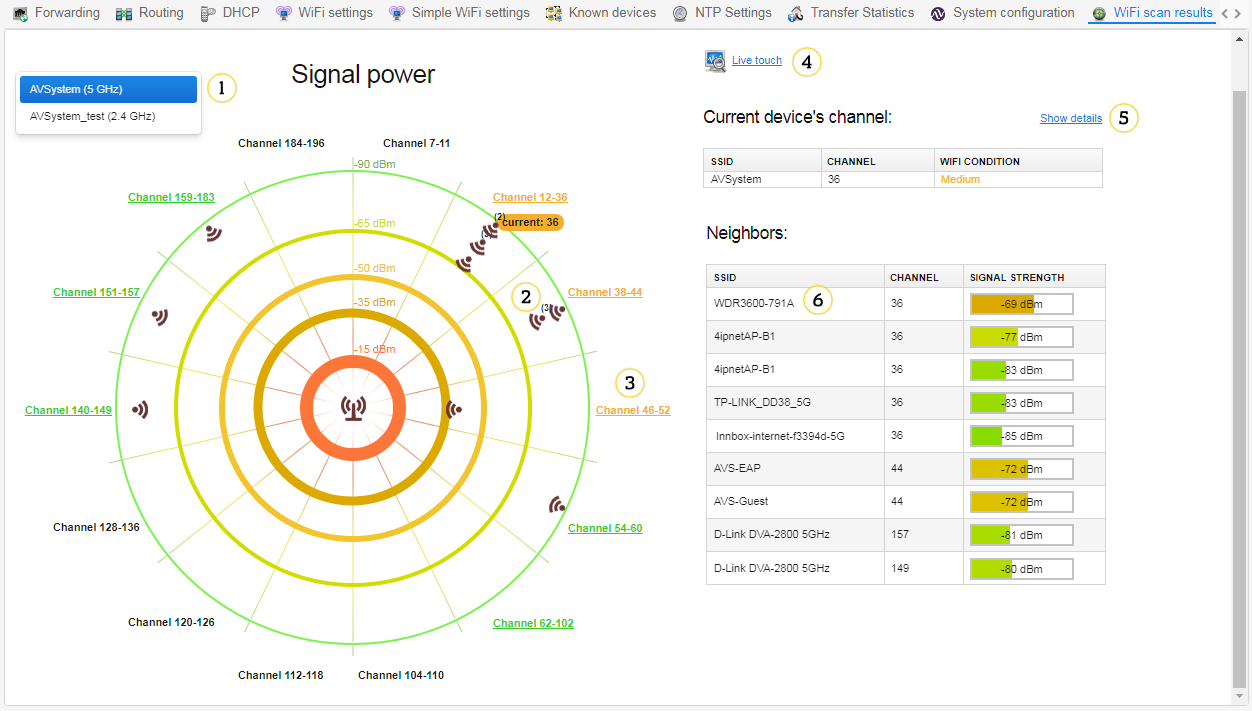 Forwarding Routing DHCP WiFi settings Simple WiFi settings Known devices NTP Settings Transfer Statistics System configuration WiFi scan results
AVSystem (5 GHz)
AVSystem_test (2.4 GHz)
1
Signal power
Channel 184-196
Channel 7-11
-90 dBm
Channel 159-183
Channel 12-36
(2)
current: 36
(3)
-65 dBm
-50 dBm
Channel 151-157
2
Channel 38-44
(3)
-35 dBm
-15 dBm
3
Channel 140-149
Channel 46-52
Channel 128-136
Channel 54-60
Channel 120-126
Channel 62-102
Channel 112-118
Channel 104-110
Live touch
4
Current device's channel:
Show details
5
SSID CHANNEL WIFI CONDITION
AVSystem 36 Medium
Neighbors:
SSID CHANNEL SIGNAL STRENGTH
WDR3600-791A 6 36 -69 dBm
4ipnetAP-B1 36 -77 dBm
4ipnetAP-B1 36 -83 dBm
TP-LINK_DD38_5G 36 -83 dBm
Innbox-internet-f3394d-5G 36 -85 dBm
AVS-EAP 44 -72 dBm
AVS-Guest 44 -72 dBm
D-Link DVA-2800 5GHz 157 -81 dBm
D-Link DVA-2800 5GHz 149 -80 dBm